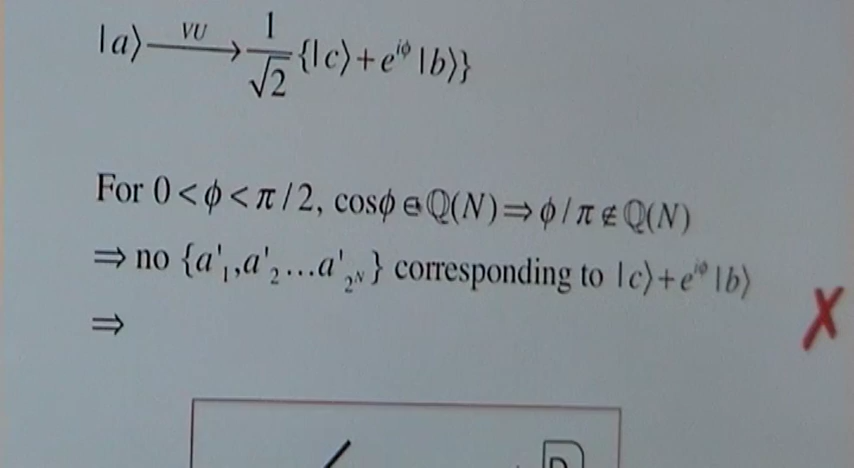 |a⟩ —VU→ 1/√2 {|c⟩+e^{iϕ}|b⟩}
For 0<ϕ<π/2, cosϕ∈ℚ(N)⇒ϕ/π∉ℚ(N)
⇒ no {a'₁,a'₂...a'_{2^N}} corresponding to |c⟩+e^{iϕ}|b⟩
⇒
D